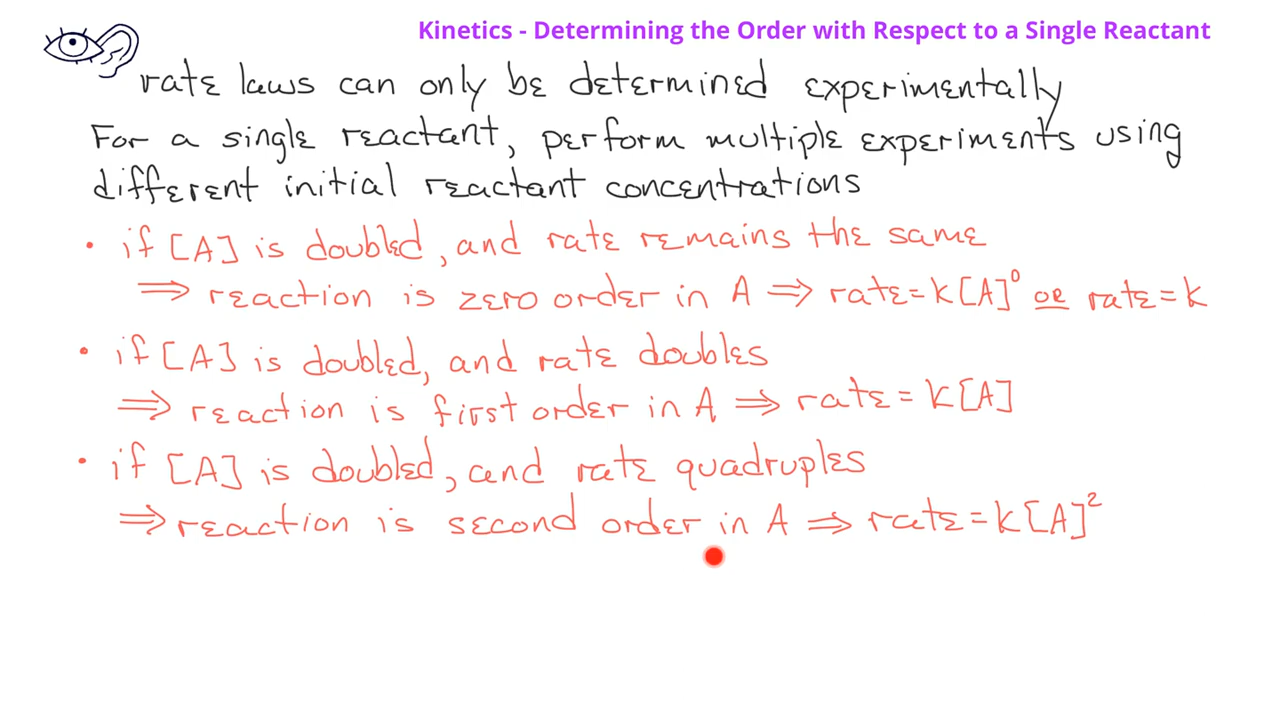 Kinetics - Determining the Order with Respect to a Single Reactant
rate laws can only be determined experimentally
For a single reactant, perform multiple experiments using
different initial reactant concentrations
• if [A] is doubled, and rate remains the same
⇒ reaction is zero order in A ⇒ rate = k[A]⁰ or rate = k
• if [A] is doubled, and rate doubles
⇒ reaction is first order in A ⇒ rate = k[A]
• if [A] is doubled, and rate quadruples
⇒ reaction is second order in A ⇒ rate = k[A]²